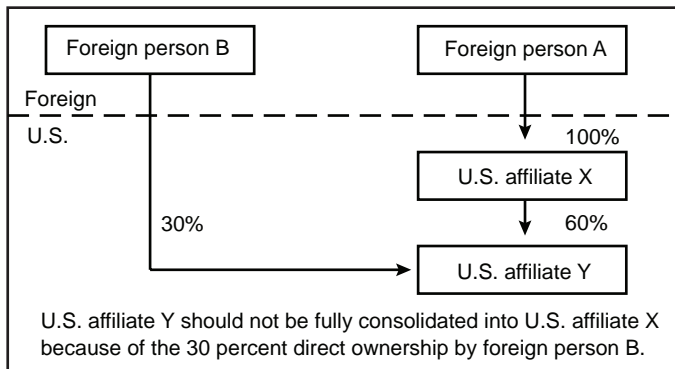 Foreign person B
Foreign person A
Foreign
U.S.
100%
U.S. affiliate X
30%
60%
U.S. affiliate Y
U.S. affiliate Y should not be fully consolidated into U.S. affiliate X
because of the 30 percent direct ownership by foreign person B.